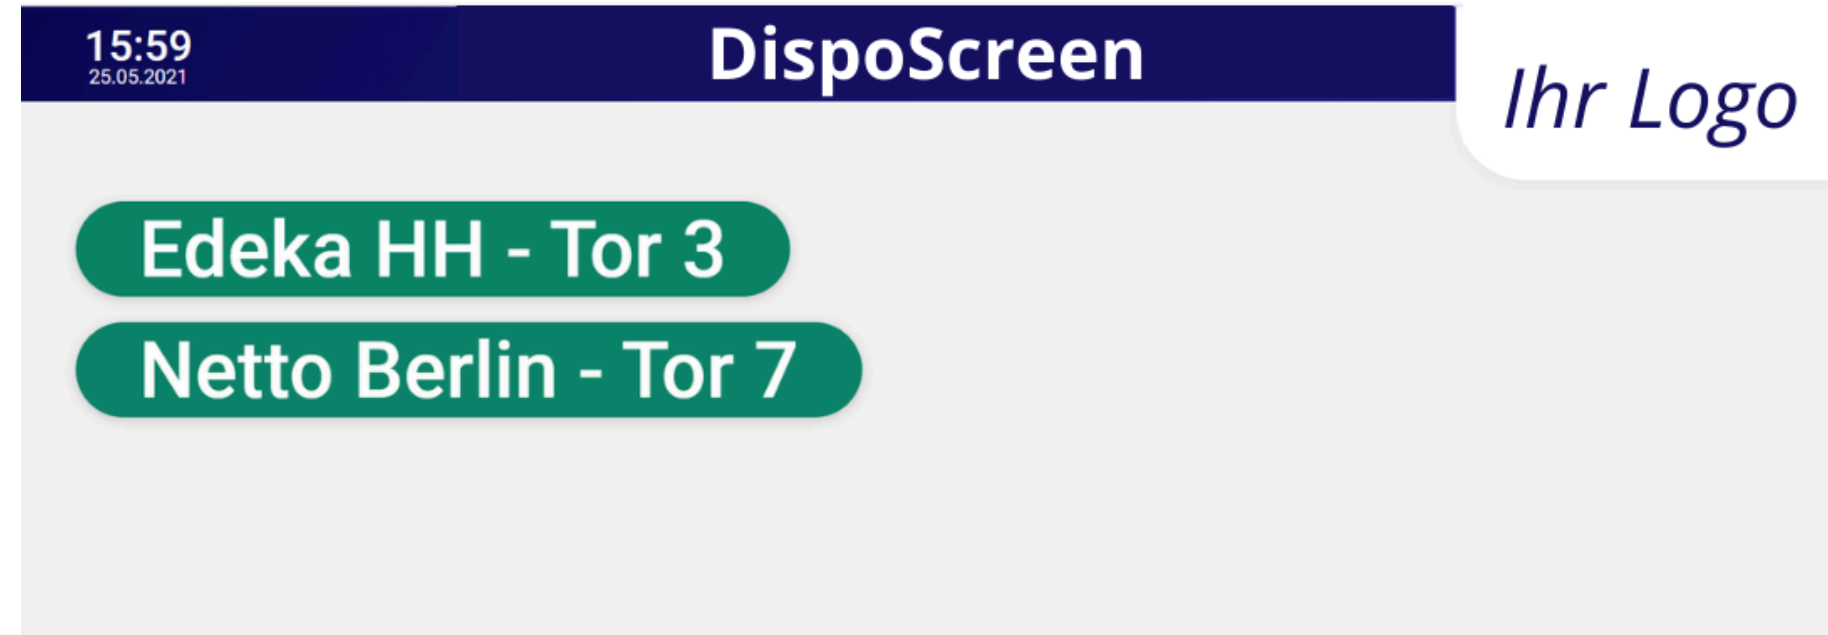 15:59
25.05.2021
DispoScreen
Ihr Logo
Edeka HH - Tor 3
Netto Berlin - Tor 7